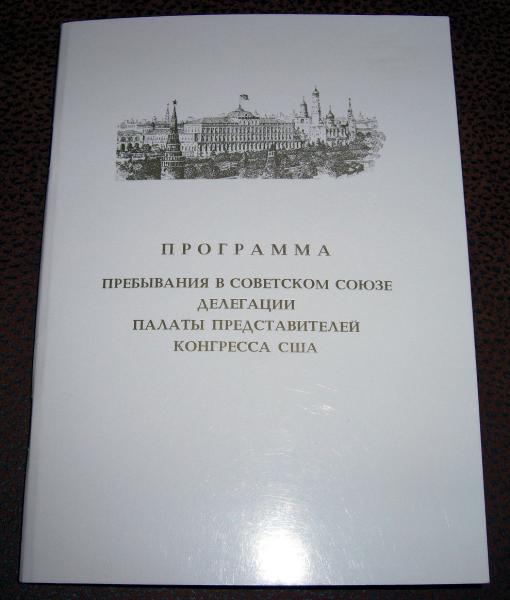 ПРОГРАММА
ПРЕБЫВАНИЯ В СОВЕТСКОМ СОЮЗЕ
ДЕЛЕГАЦИИ
ПАЛАТЫ ПРЕДСТАВИТЕЛЕЙ
КОНГРЕССА США